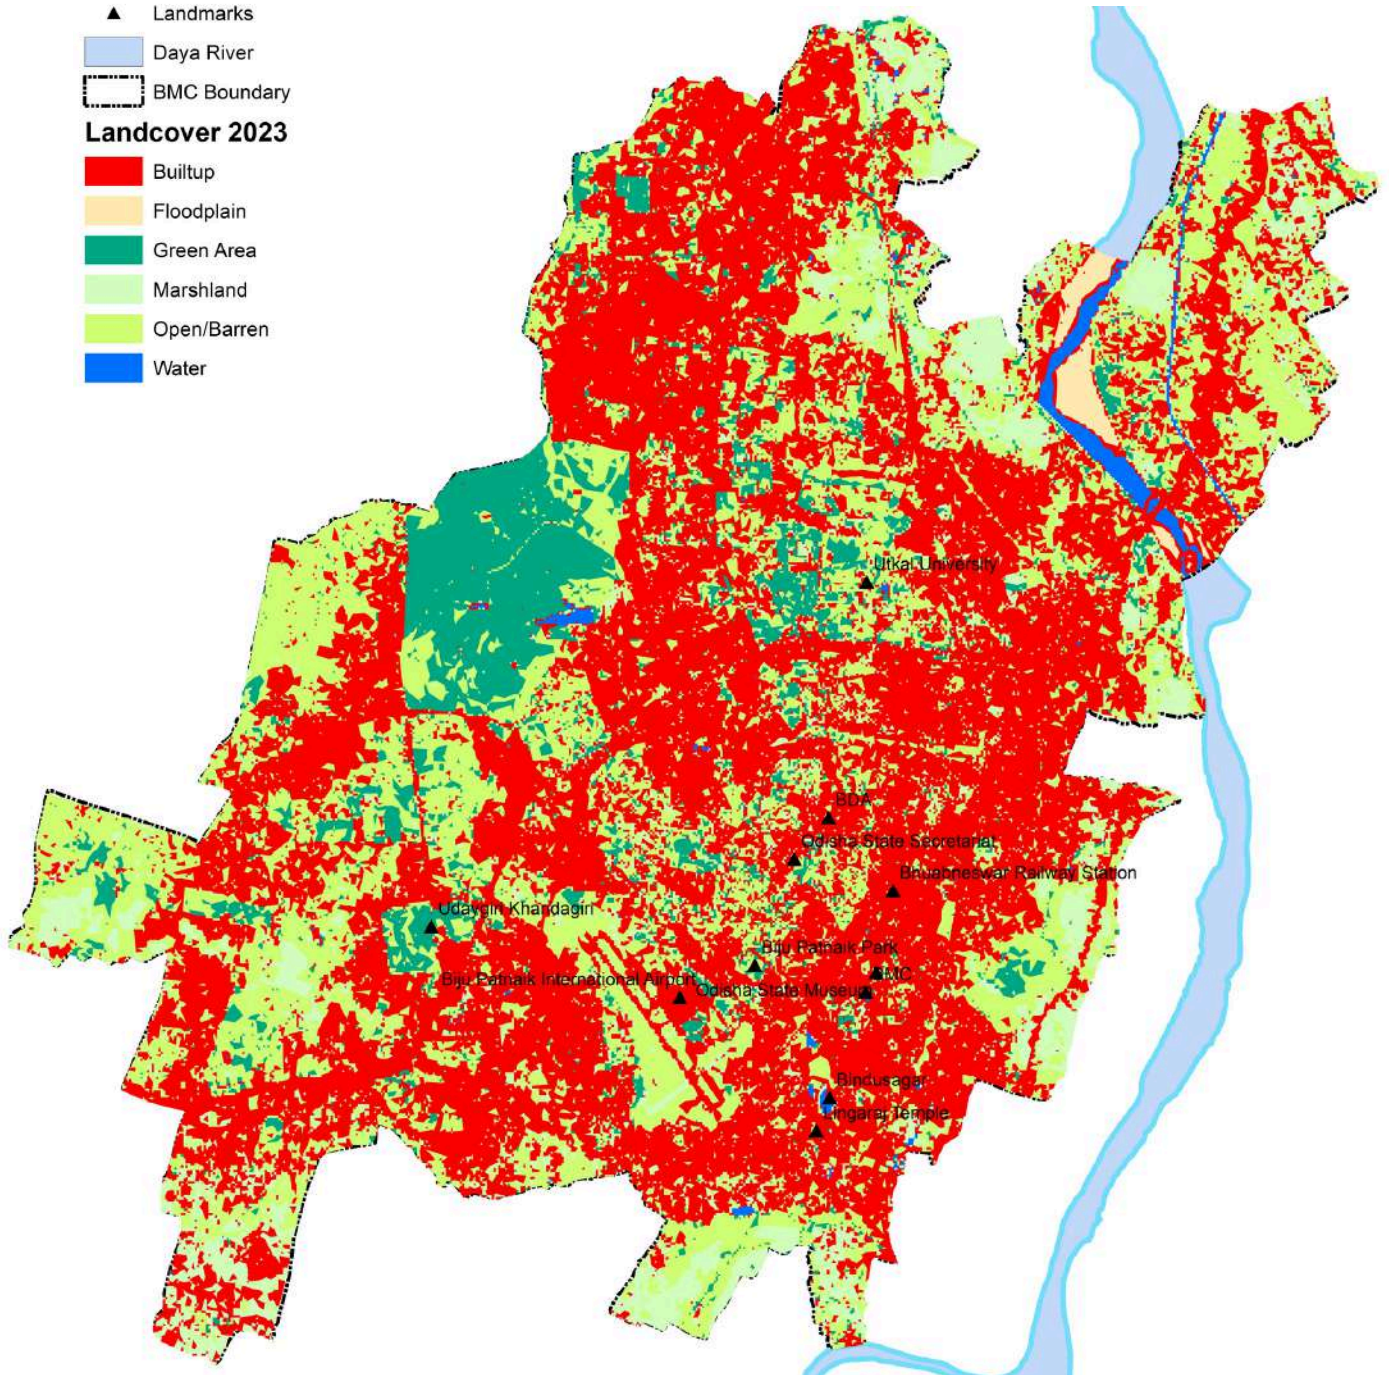 Landmarks
Daya River
BMC Boundary
Landcover 2023
Builtup
Floodplain
Green Area
Marshland
Open/Barren
Water
Utkal University
BDA
Odisha State Secretariat
Bhuabneswar Railway Station
Udaygiri Khandagiri
Biju Patnaik Park
BMC
Biju Patnaik International Airport
Odisha State Museum
Bindusagar
Lingaraj Temple